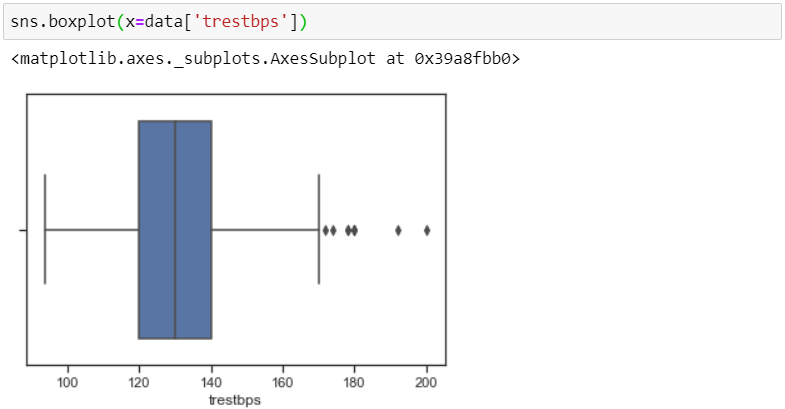 sns.boxplot(x=data['trestbps'])
<matplotlib.axes._subplots.AxesSubplot at 0x39a8fbb0>
100 120 140 160 180 200
trestbps